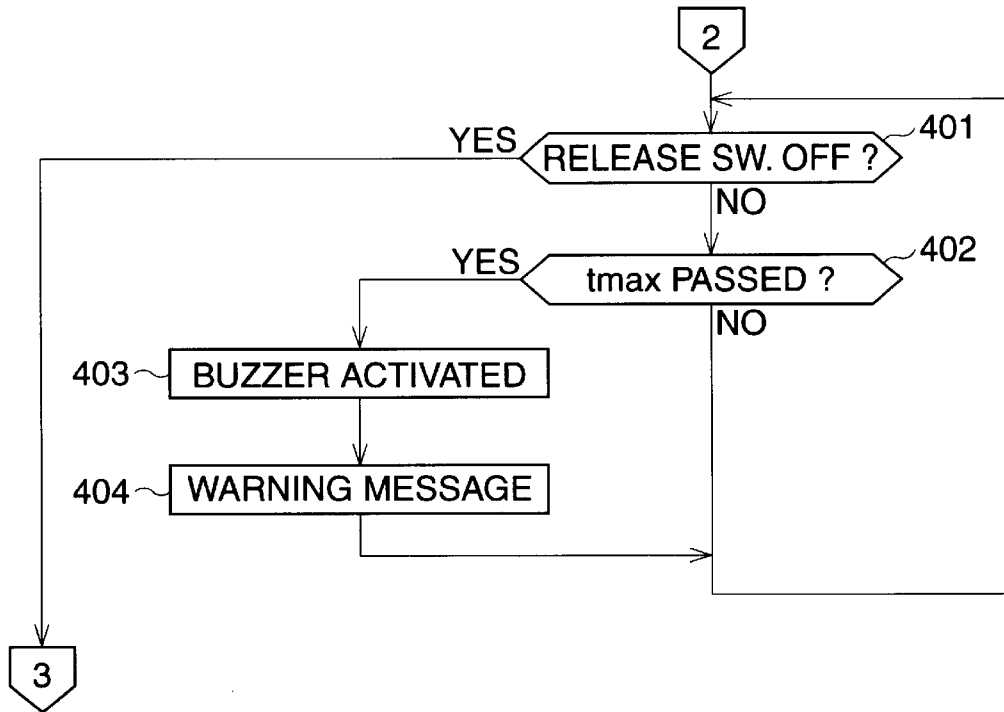 2
401
YES
RELEASE SW. OFF ?
NO
402
YES
tmax PASSED ?
NO
403
BUZZER ACTIVATED
404
WARNING MESSAGE
3